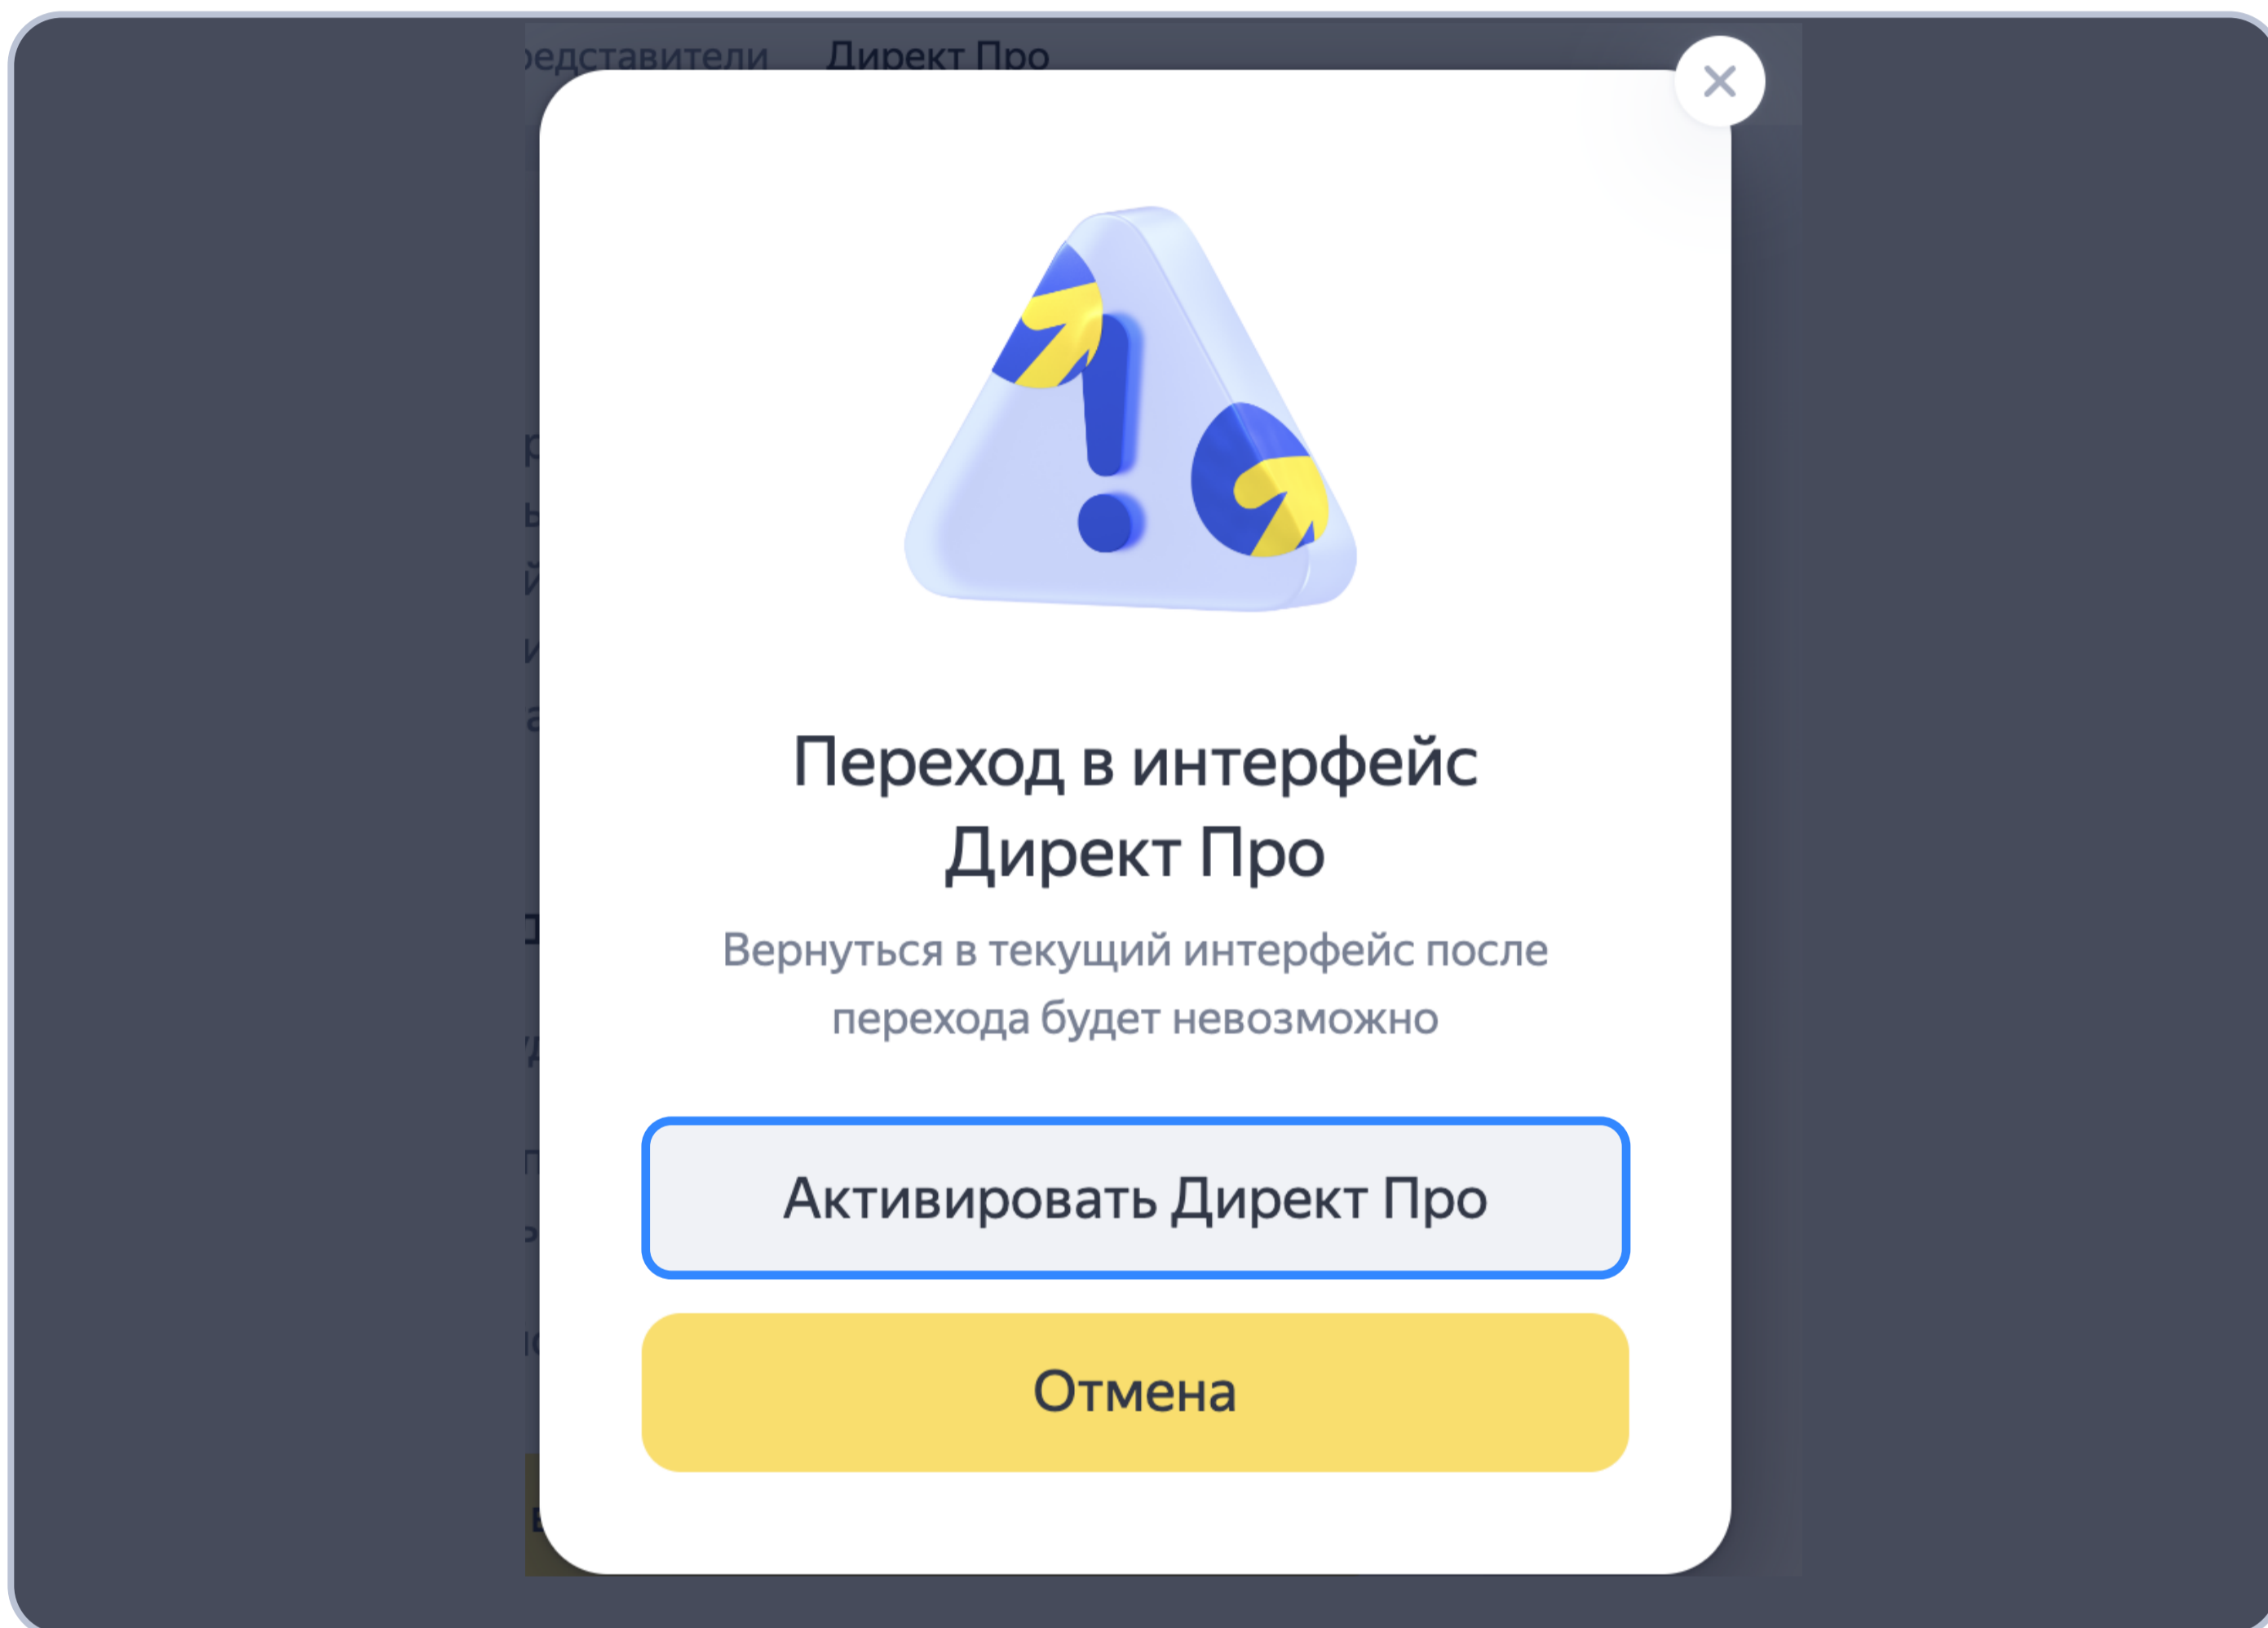 Директ Про
Переход в интерфейс
Директ Про
Вернуться в текущий интерфейс после
перехода будет невозможно
Активировать Директ Про
Отмена